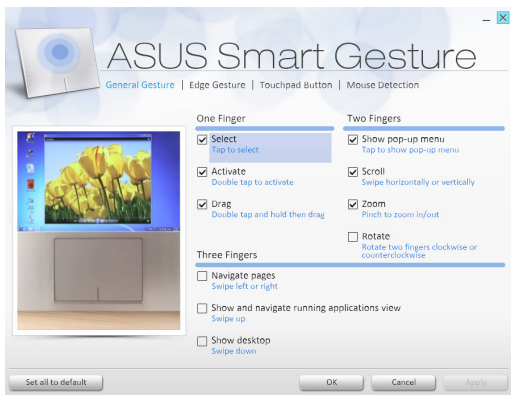 ASUS Smart Gesture
General Gesture | Edge Gesture | Touchpad Button | Mouse Detection
One Finger
Select
Tap to select
Activate
Double tap to activate
Drag
Double tap and hold then drag
Two Fingers
Show pop-up menu
Tap to show pop-up menu
Scroll
Swipe horizontally or vertically
Zoom
Pinch to zoom in/out
Rotate
Rotate two fingers clockwise or
counterclockwise
Three Fingers
Navigate pages
Swipe left or right
Show and navigate running applications view
Swipe up
Show desktop
Swipe down
Set all to default
OK
Cancel
Apply